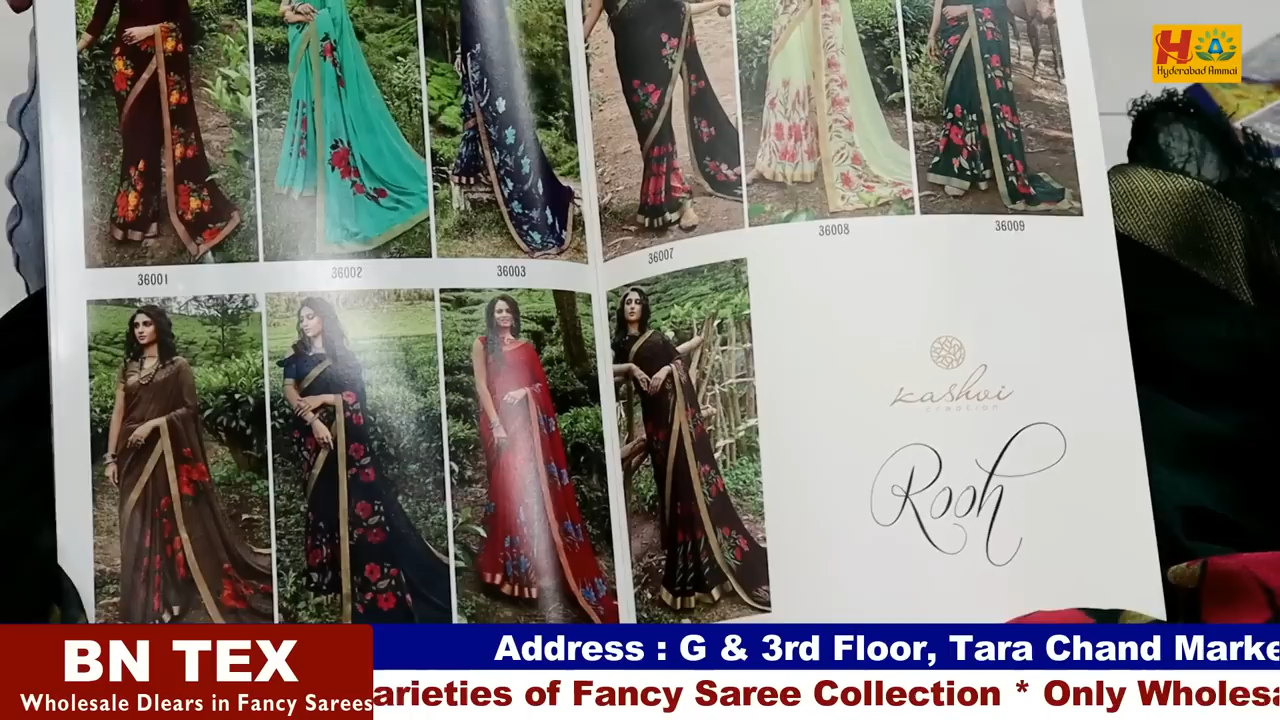 H A
Hyderabad Ammai
36001
36002
36003
36007
36008
36009
kashvi
creation
Rooh
BN TEX
Wholesale Dlears in Fancy Sarees
Address : G & 3rd Floor, Tara Chand Marke
arieties of Fancy Saree Collection * Only Wholesa